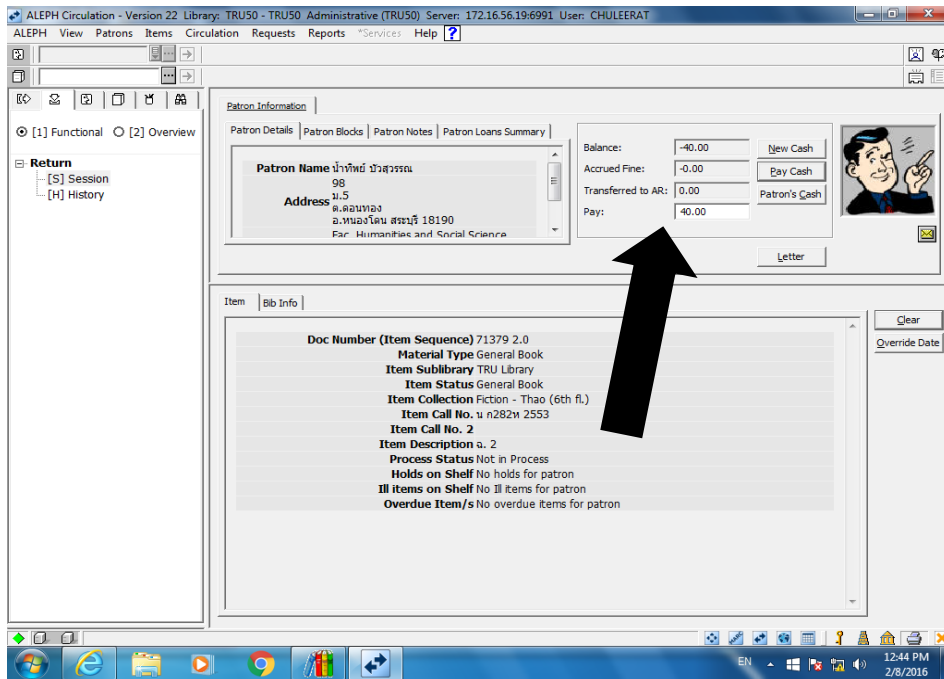 ALEPH Circulation - Version 22 Library: TRU50 - TRU50 Administrative (TRU50) Server: 172.16.56.19:6991 User: CHULEERAT
ALEPH View Patrons Items Circulation Requests Reports *Services Help ?
[1] Functional [2] Overview
Return
[S] Session
[H] History
Patron Information
Patron Details Patron Blocks Patron Notes Patron Loans Summary
Patron Name น้ำทิพย์ บัวสุวรรณ
Address 98
ม.5
ต.ดอนทอง
อ.หนองโดน สระบุรี 18190
Fac. Humanities and Social Science
Balance: -40.00 New Cash
Accrued Fine: -0.00 Pay Cash
Transferred to AR: 0.00 Patron's Cash
Pay: 40.00
Letter
Item Bib Info
Clear
Override Date
Doc Number (Item Sequence) 71379 2.0
Material Type General Book
Item Sublibrary TRU Library
Item Status General Book
Item Collection Fiction - Thao (6th fl.)
Item Call No. น ก282ท 2553
Item Call No. 2
Item Description ฉ. 2
Process Status Not in Process
Holds on Shelf No holds for patron
Ill items on Shelf No Ill items for patron
Overdue Item/s No overdue items for patron
EN
12:44 PM
2/8/2016